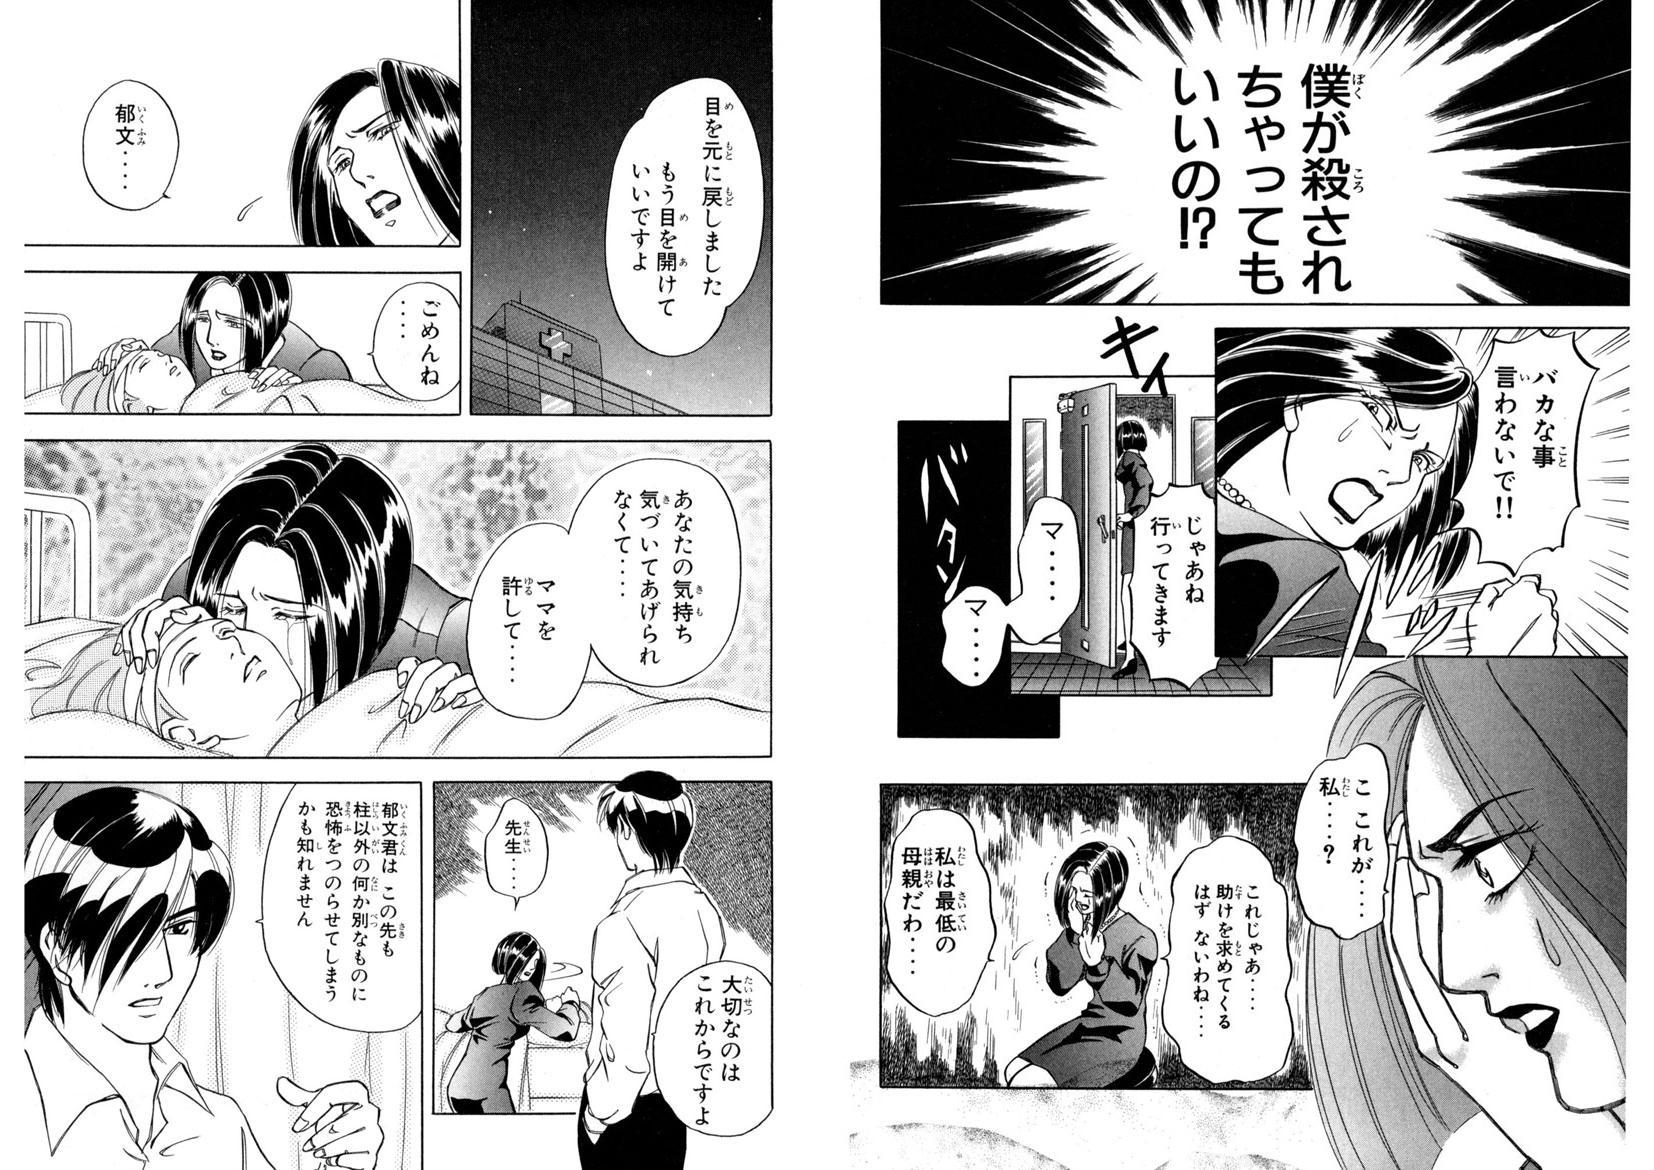 僕が殺され
ちゃっても
いいの!?
バカな事
言わないで!!
キィ
じゃあね
行ってきます
マ‥‥
マ‥‥
バタン
こ これが‥‥
私‥‥?
これじゃあ‥‥
助けを求めてくる
はず ないわね‥‥
私は最低の
母親だわ‥‥
目を元に戻しました
もう目を開けて
いいですよ
郁文‥‥
ごめんね
‥‥
あなたの気持ち
気づいてあげられ
なくて‥‥
ママを
許して‥‥
先生‥‥
大切なのは
これからですよ
郁文君は この先も
柱以外の何か別なものに
恐怖をつのらせてしまう
かも知れません